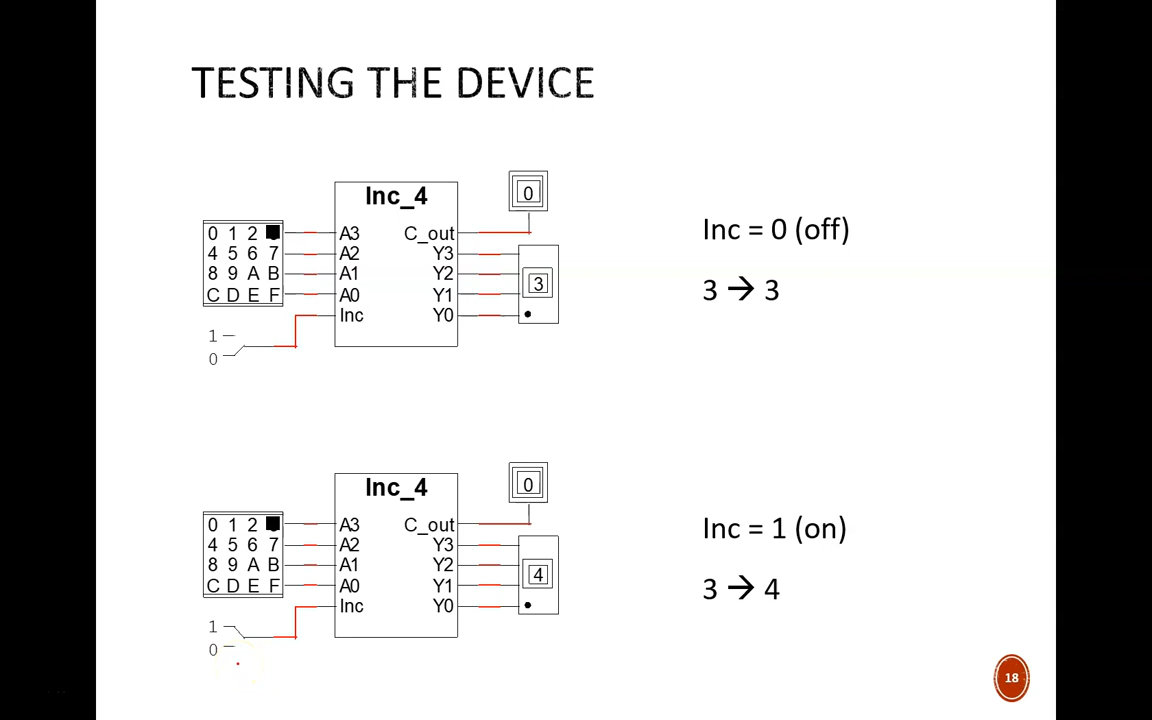 TESTING THE DEVICE
Inc_4
0
0 1 2
4 5 6 7
8 9 A B
C D E F
A3
A2
A1
A0
Inc
C_out
Y3
Y2
Y1
Y0
3
1
0
Inc = 0 (off)
3 → 3
Inc_4
0
0 1 2
4 5 6 7
8 9 A B
C D E F
A3
A2
A1
A0
Inc
C_out
Y3
Y2
Y1
Y0
4
1
0
Inc = 1 (on)
3 → 4
18